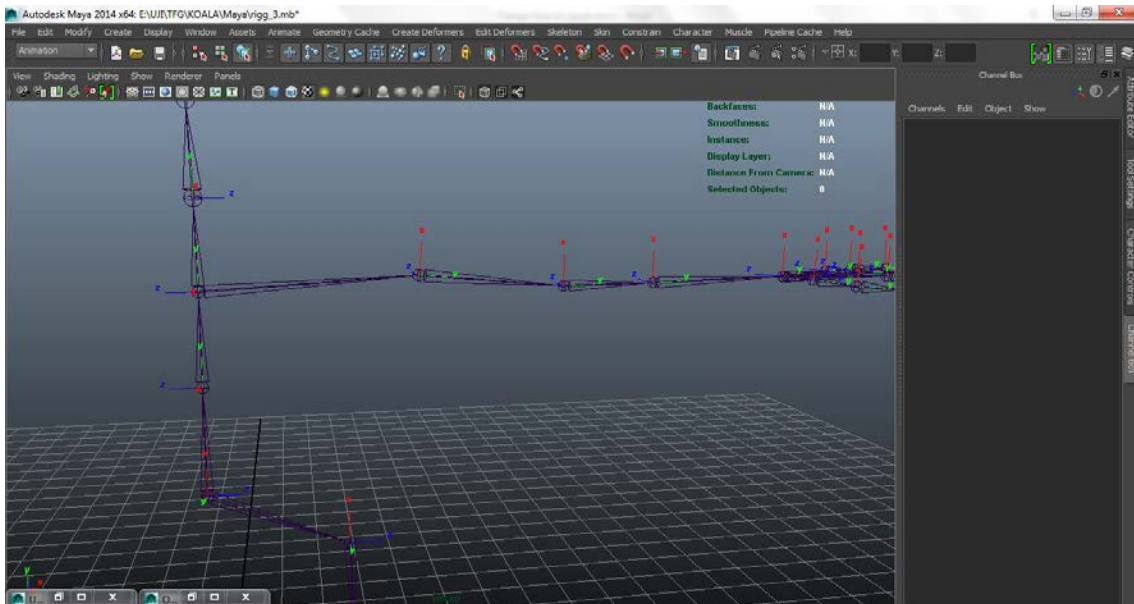 Autodesk Maya 2014 x64: E:\UJI\TFG\KOALA\Maya\rigg_3.mb*
File Edit Modify Create Display Window Assets Animate Geometry Cache Create Deformers Edit Deformers Skeleton Skin Constrain Character Muscle Pipeline Cache Help
Animation X: Y: Z:
View Shading Lighting Show Renderer Panels
Channel Box
Channels Edit Object Show
Backfaces: N/A
Smoothness: N/A
Instance: N/A
Display Layer: N/A
Distance From Camera: N/A
Selected Objects: 0
Attribute Editor
Tool Settings
Character Controls
Channel Box
x
z
y
z
x x x
z y z y z y z
y
z
x
z
y
x
z
y
y
x
U...
O...